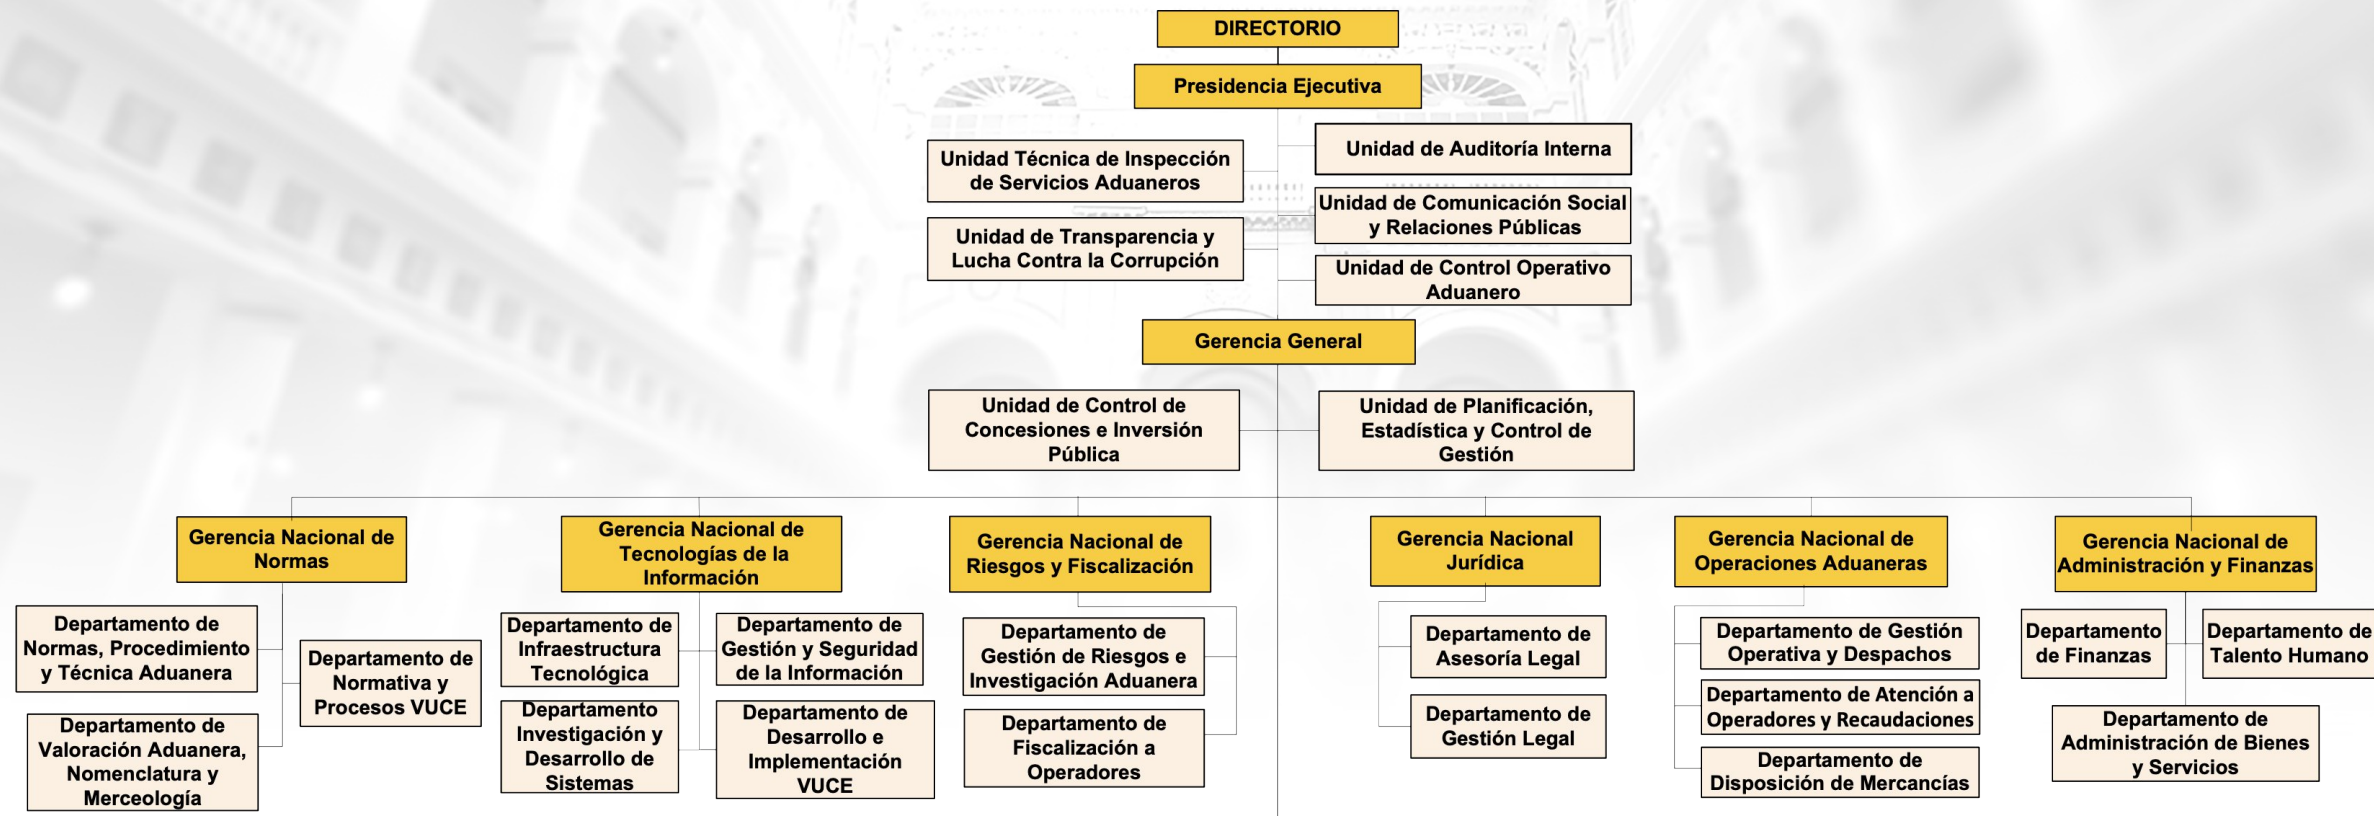 DIRECTORIO
Presidencia Ejecutiva
Unidad Técnica de Inspección
de Servicios Aduaneros
Unidad de Auditoría Interna
Unidad de Comunicación Social
y Relaciones Públicas
Unidad de Transparencia y
Lucha Contra la Corrupción
Unidad de Control Operativo
Aduanero
Gerencia General
Unidad de Control de
Concesiones e Inversión
Pública
Unidad de Planificación,
Estadística y Control de
Gestión
Gerencia Nacional de
Normas
Departamento de
Normas, Procedimiento
y Técnica Aduanera
Departamento de
Normativa y
Procesos VUCE
Departamento de
Valoración Aduanera,
Nomenclatura y
Merceología
Gerencia Nacional de
Tecnologías de la
Información
Departamento de
Infraestructura
Tecnológica
Departamento de
Gestión y Seguridad
de la Información
Departamento
Investigación y
Desarrollo de
Sistemas
Departamento de
Desarrollo e
Implementación
VUCE
Gerencia Nacional de
Riesgos y Fiscalización
Departamento de
Gestión de Riesgos e
Investigación Aduanera
Departamento de
Fiscalización a
Operadores
Gerencia Nacional
Jurídica
Departamento de
Asesoría Legal
Departamento de
Gestión Legal
Gerencia Nacional de
Operaciones Aduaneras
Departamento de Gestión
Operativa y Despachos
Departamento de Atención a
Operadores y Recaudaciones
Departamento de
Disposición de Mercancías
Gerencia Nacional de
Administración y Finanzas
Departamento
de Finanzas
Departamento de
Talento Humano
Departamento de
Administración de Bienes
y Servicios